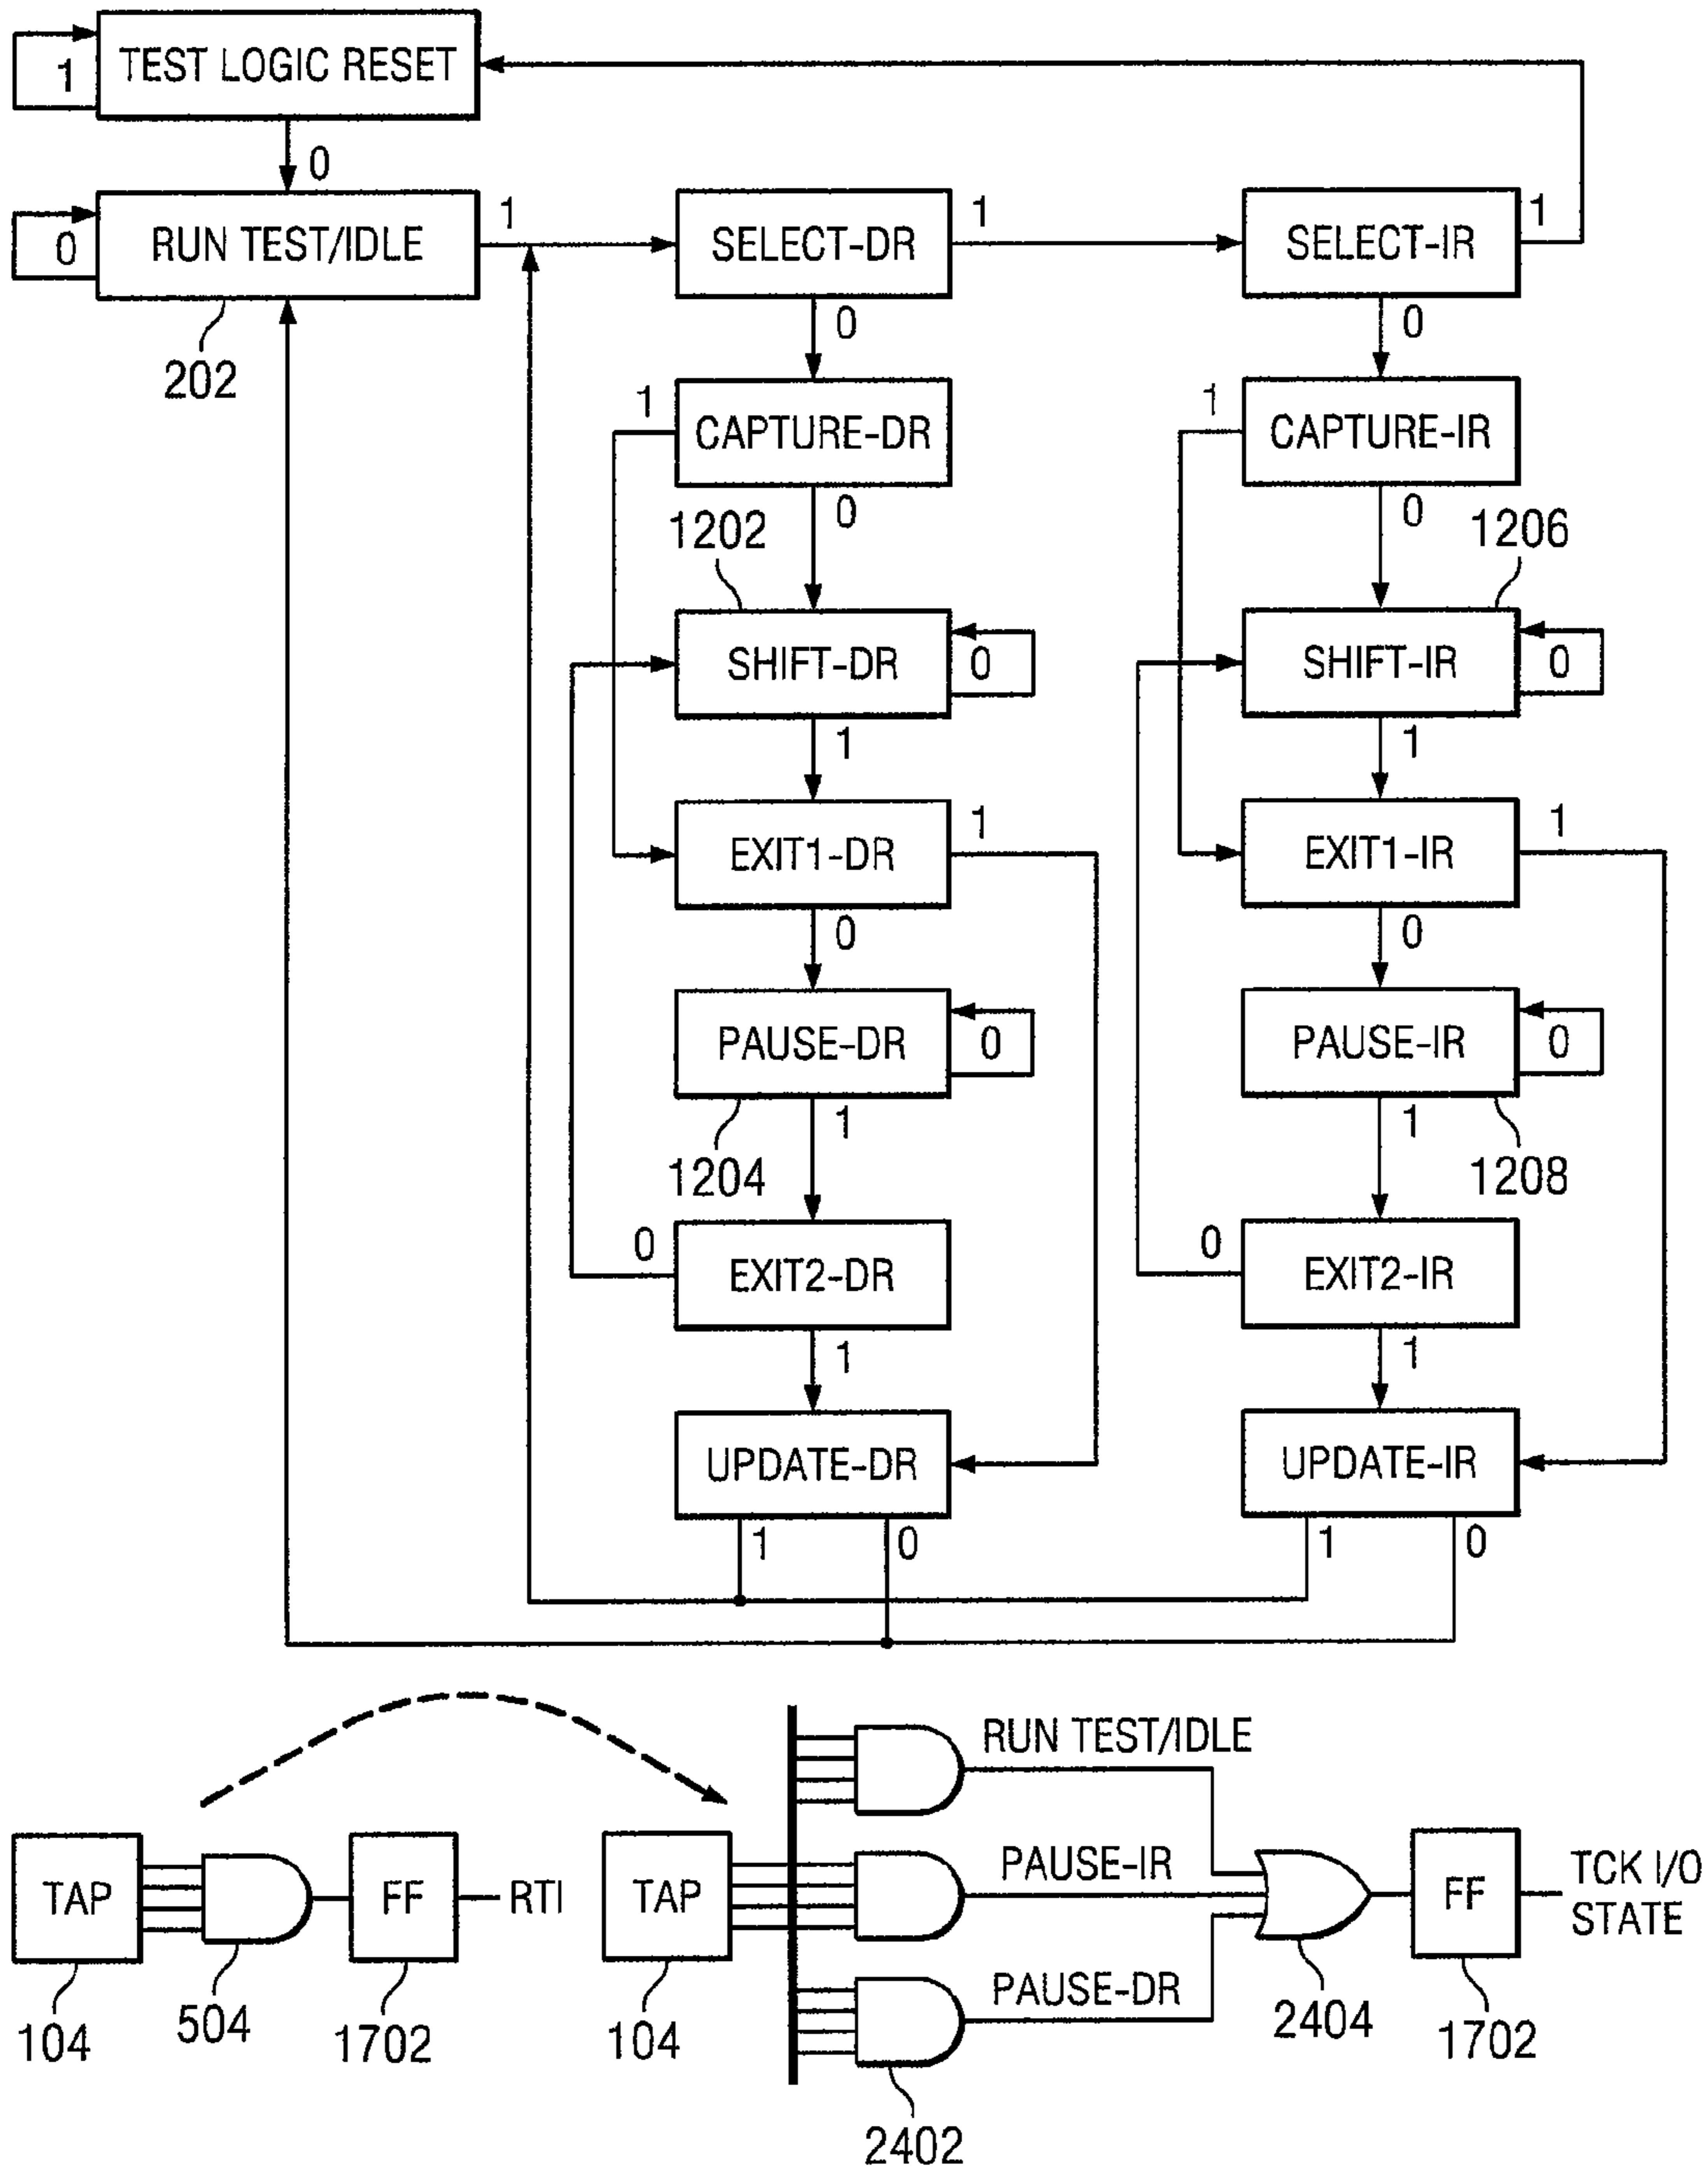 TEST LOGIC RESET
1
0
RUN TEST/IDLE
0
1
202
SELECT-DR
1
0
SELECT-IR
1
0
CAPTURE-DR
1
0
CAPTURE-IR
1
0
1202
1206
SHIFT-DR
0
1
SHIFT-IR
0
1
EXIT1-DR
1
0
EXIT1-IR
1
0
PAUSE-DR
0
1
PAUSE-IR
0
1
1204
1208
EXIT2-DR
0
1
EXIT2-IR
0
1
UPDATE-DR
1
0
UPDATE-IR
1
0
TAP
FF
RTI
104
504
1702
TAP
104
RUN TEST/IDLE
PAUSE-IR
PAUSE-DR
2402
2404
FF
1702
TCK I/O
STATE